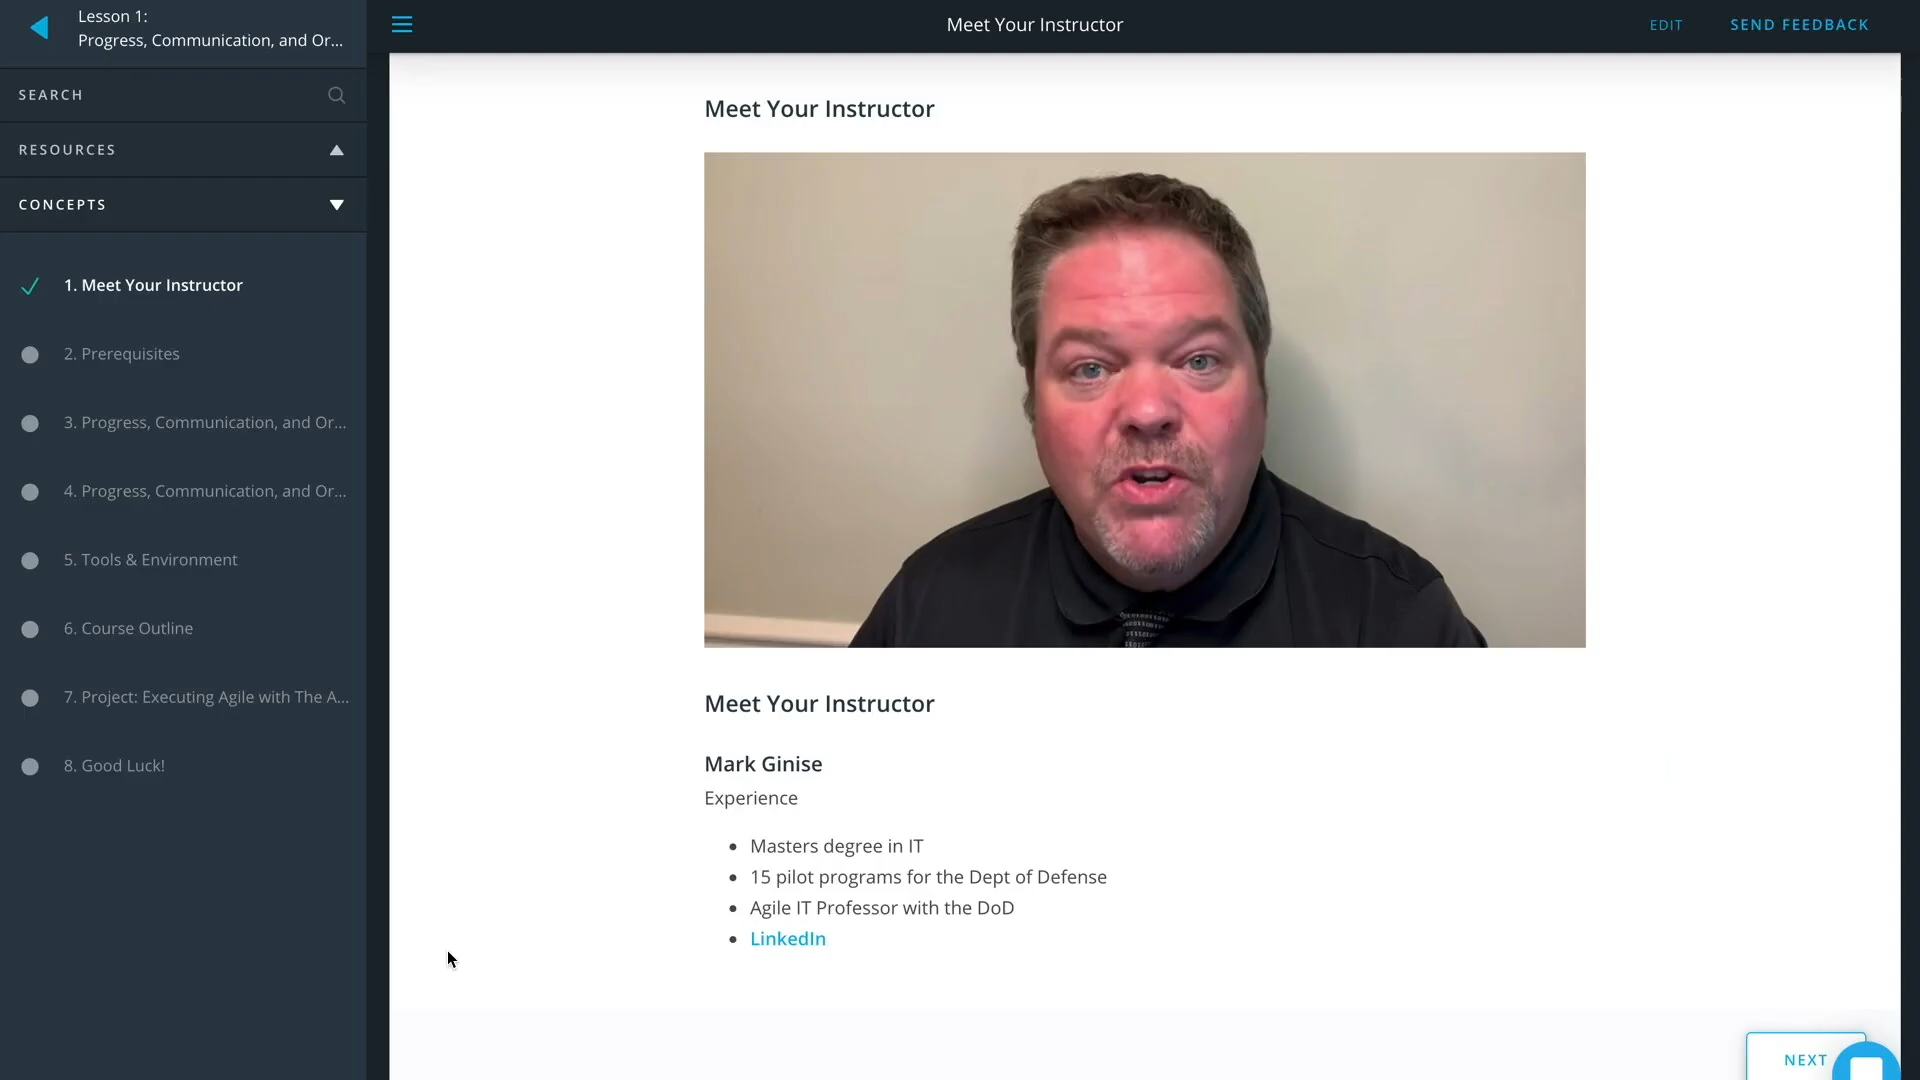 Lesson 1:
Progress, Communication, and Or...
SEARCH
RESOURCES
CONCEPTS
1. Meet Your Instructor
2. Prerequisites
3. Progress, Communication, and Or...
4. Progress, Communication, and Or...
5. Tools & Environment
6. Course Outline
7. Project: Executing Agile with The A...
8. Good Luck!
Meet Your Instructor
EDIT
SEND FEEDBACK
Meet Your Instructor
Meet Your Instructor
Mark Ginise
Experience
Masters degree in IT
15 pilot programs for the Dept of Defense
Agile IT Professor with the DoD
LinkedIn
NEXT